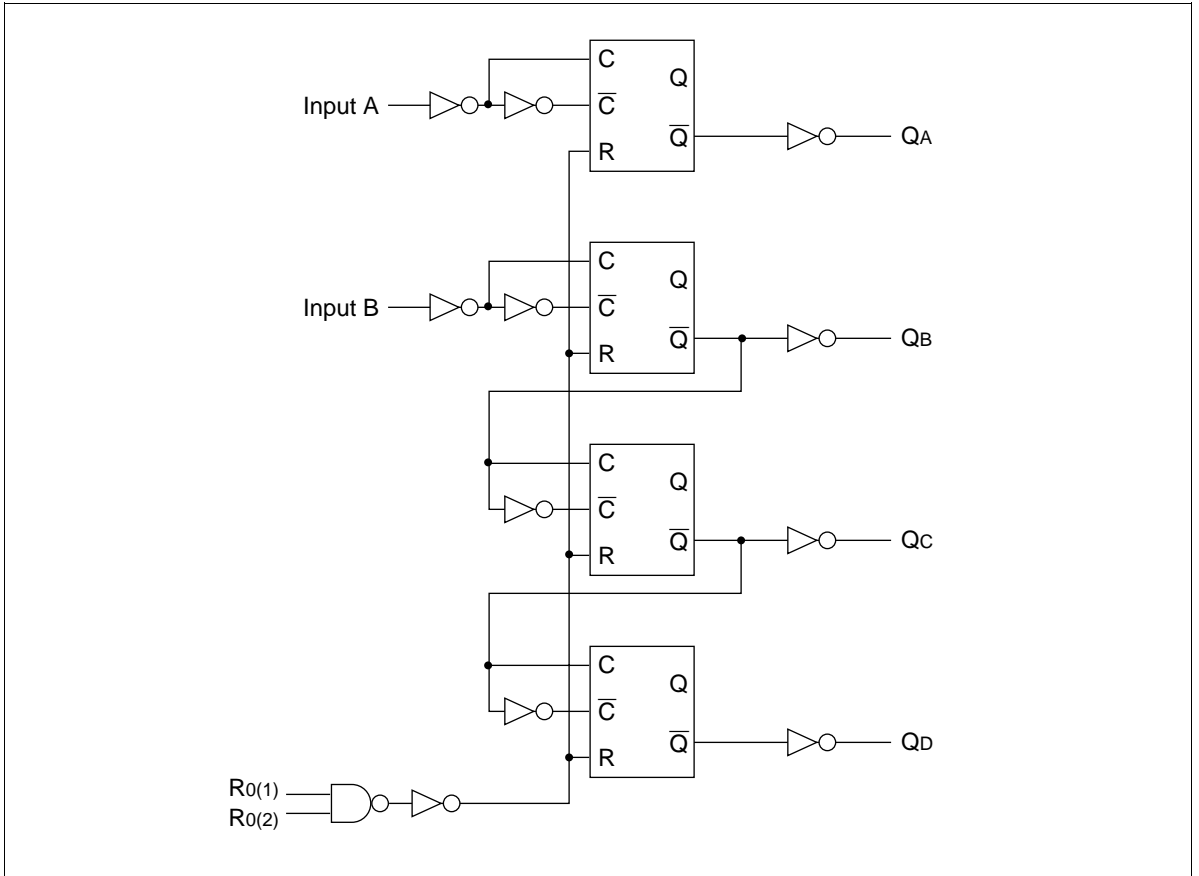 C
Q
Input A
C̅
Q̅
QA
R
C
Q
Input B
C̅
Q̅
QB
R
C
Q
C̅
Q̅
QC
R
C
Q
C̅
Q̅
QD
R
R0(1)
R0(2)